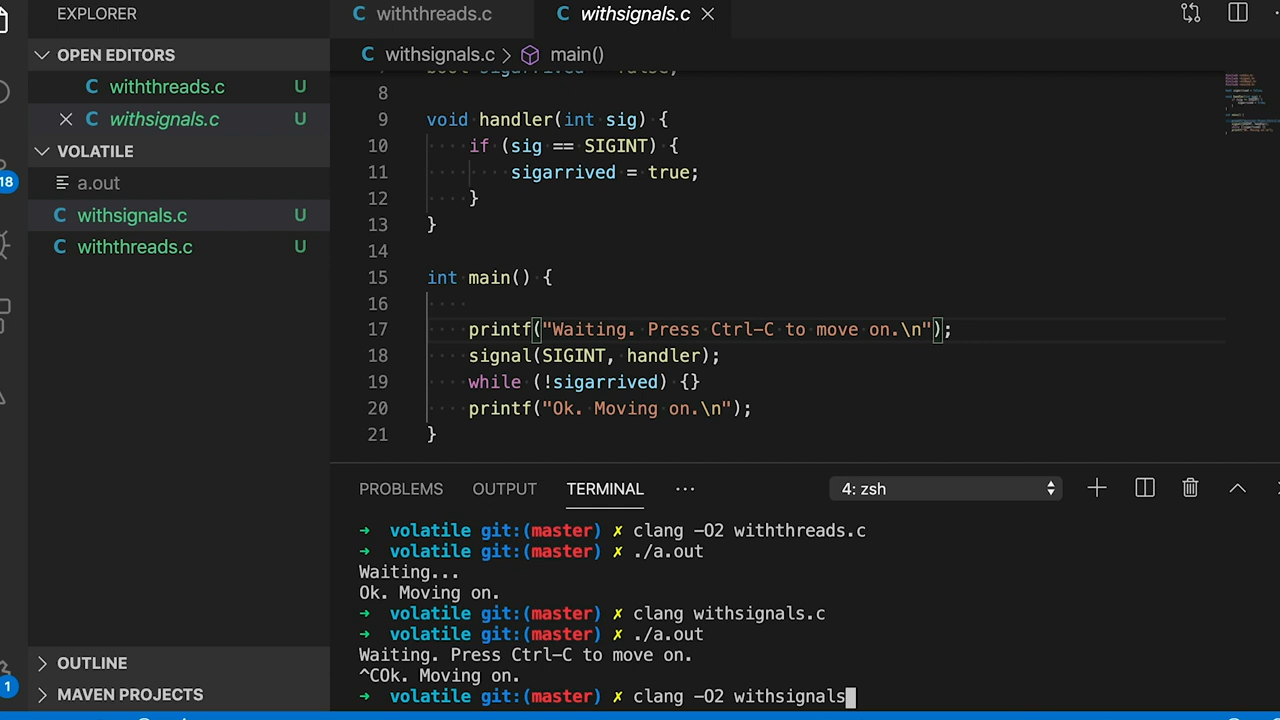 EXPLORER
OPEN EDITORS
C withthreads.c U
C withsignals.c U
VOLATILE
a.out
C withsignals.c U
C withthreads.c U
OUTLINE
MAVEN PROJECTS
18
1
C withthreads.c
C withsignals.c
C withsignals.c > main()
8
9 void handler(int sig) {
10 if (sig == SIGINT) {
11 sigarrived = true;
12 }
13 }
14
15 int main() {
16
17 printf("Waiting. Press Ctrl-C to move on.\n");
18 signal(SIGINT, handler);
19 while (!sigarrived) {}
20 printf("Ok. Moving on.\n");
21 }
PROBLEMS OUTPUT TERMINAL ··· 4: zsh
→ volatile git:(master) ✗ clang -O2 withthreads.c
→ volatile git:(master) ✗ ./a.out
Waiting...
Ok. Moving on.
→ volatile git:(master) ✗ clang withsignals.c
→ volatile git:(master) ✗ ./a.out
Waiting. Press Ctrl-C to move on.
^COk. Moving on.
→ volatile git:(master) ✗ clang -O2 withsignals